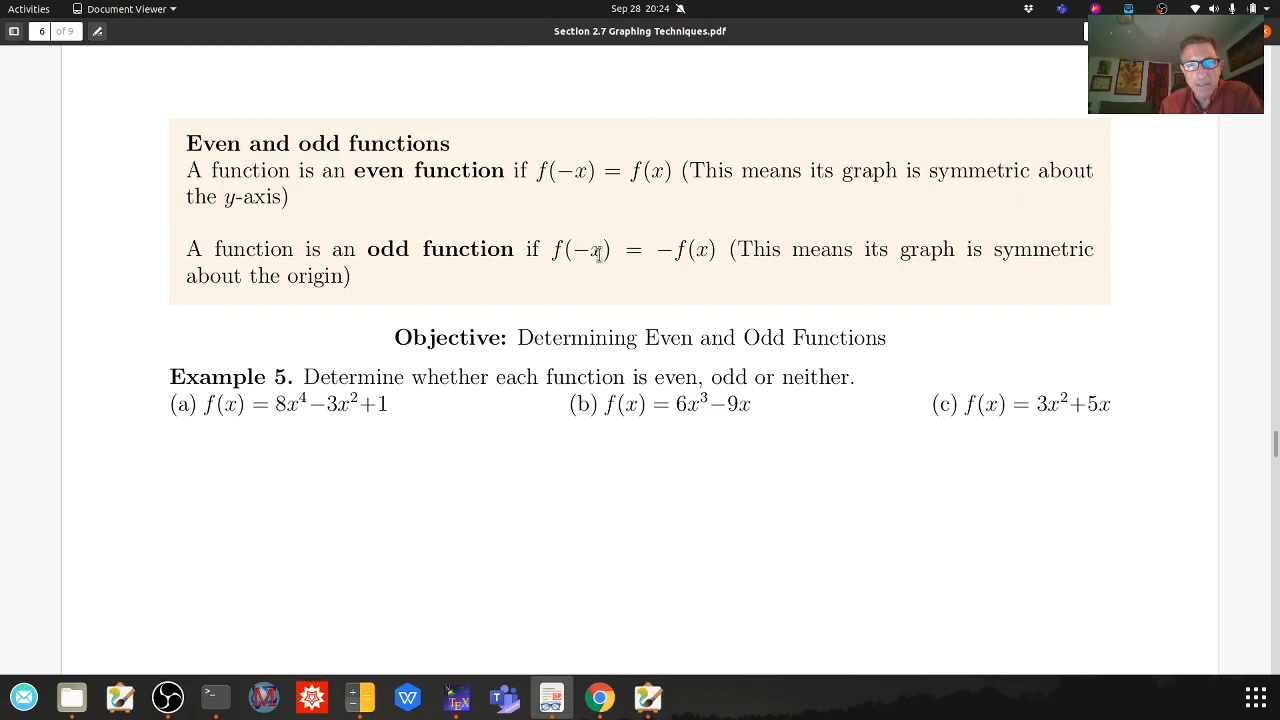 Activities
Document Viewer
Sep 28 20:24
6 of 9
Section 2.7 Graphing Techniques.pdf
Even and odd functions
A function is an even function if f(−x) = f(x) (This means its graph is symmetric about
the y-axis)
A function is an odd function if f(−x) = −f(x) (This means its graph is symmetric
about the origin)
Objective: Determining Even and Odd Functions
Example 5. Determine whether each function is even, odd or neither.
(a) f(x) = 8x⁴−3x²+1 (b) f(x) = 6x³−9x (c) f(x) = 3x²+5x